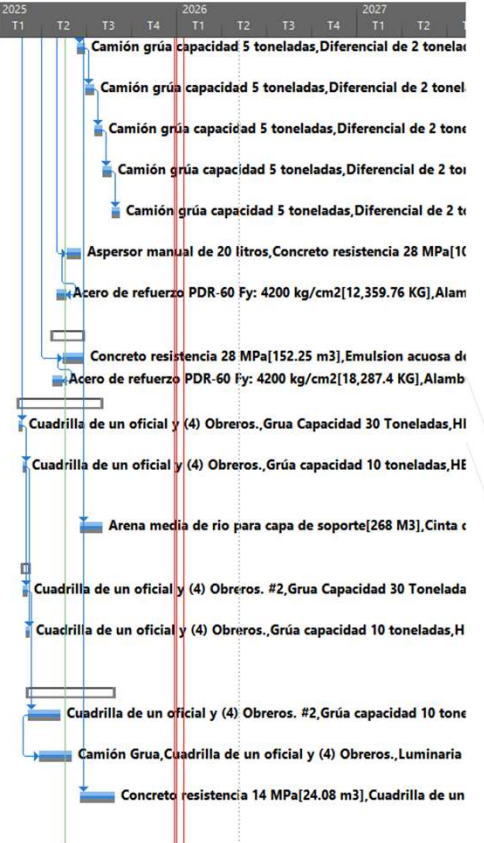 2025 2026 2027
T1 T2 T3 T4 T1 T2 T3 T4 T1 T2
Camión grúa capacidad 5 toneladas,Diferencial de 2 tonela
Camión grúa capacidad 5 toneladas,Diferencial de 2 tonel
Camión grúa capacidad 5 toneladas,Diferencial de 2 tone
Camión grúa capacidad 5 toneladas,Diferencial de 2 ton
Camión grúa capacidad 5 toneladas,Diferencial de 2 to
Aspersor manual de 20 litros,Concreto resistencia 28 MPa[10
Acero de refuerzo PDR-60 Fy: 4200 kg/cm2[12,359.76 KG],Alam
Concreto resistencia 28 MPa[152.25 m3],Emulsion acuosa de
Acero de refuerzo PDR-60 Fy: 4200 kg/cm2[18,287.4 KG],Alamb
Cuadrilla de un oficial y (4) Obreros.,Grua Capacidad 30 Toneladas,HE
Cuadrilla de un oficial y (4) Obreros.,Grúa capacidad 10 toneladas,HE
Arena media de rio para capa de soporte[268 M3],Cinta d
Cuadrilla de un oficial y (4) Obreros. #2,Grua Capacidad 30 Tonelada
Cuadrilla de un oficial y (4) Obreros.,Grúa capacidad 10 toneladas,H
Cuadrilla de un oficial y (4) Obreros. #2,Grúa capacidad 10 tone
Camión Grua,Cuadrilla de un oficial y (4) Obreros.,Luminaria
Concreto resistencia 14 MPa[24.08 m3],Cuadrilla de un